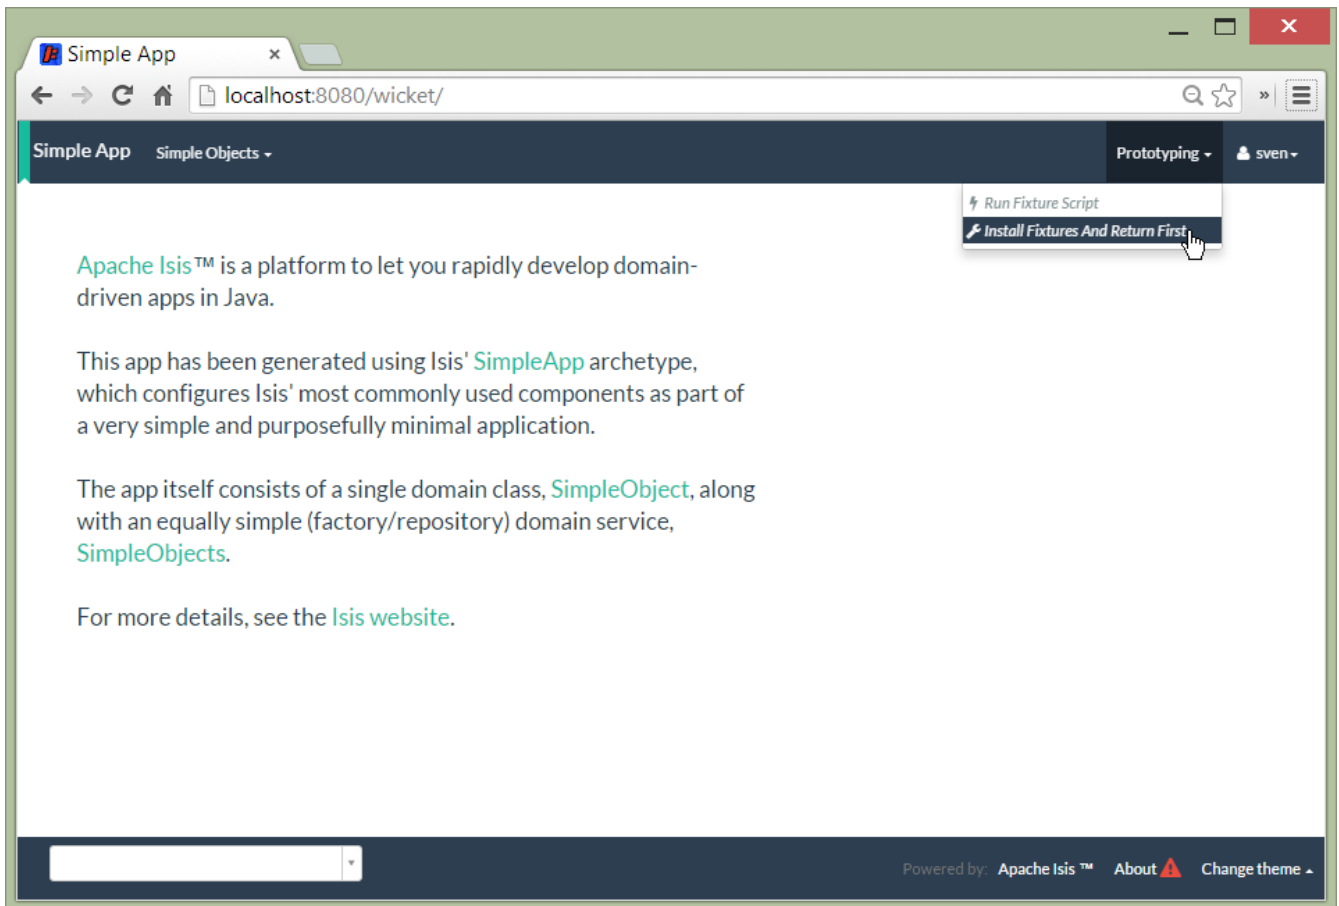 Simple App
localhost:8080/wicket/
Simple App Simple Objects Prototyping sven
Run Fixture Script
Install Fixtures And Return First
Apache Isis™ is a platform to let you rapidly develop domain-
driven apps in Java.
This app has been generated using Isis' SimpleApp archetype,
which configures Isis' most commonly used components as part of
a very simple and purposefully minimal application.
The app itself consists of a single domain class, SimpleObject, along
with an equally simple (factory/repository) domain service,
SimpleObjects.
For more details, see the Isis website.
Powered by: Apache Isis ™ About Change theme